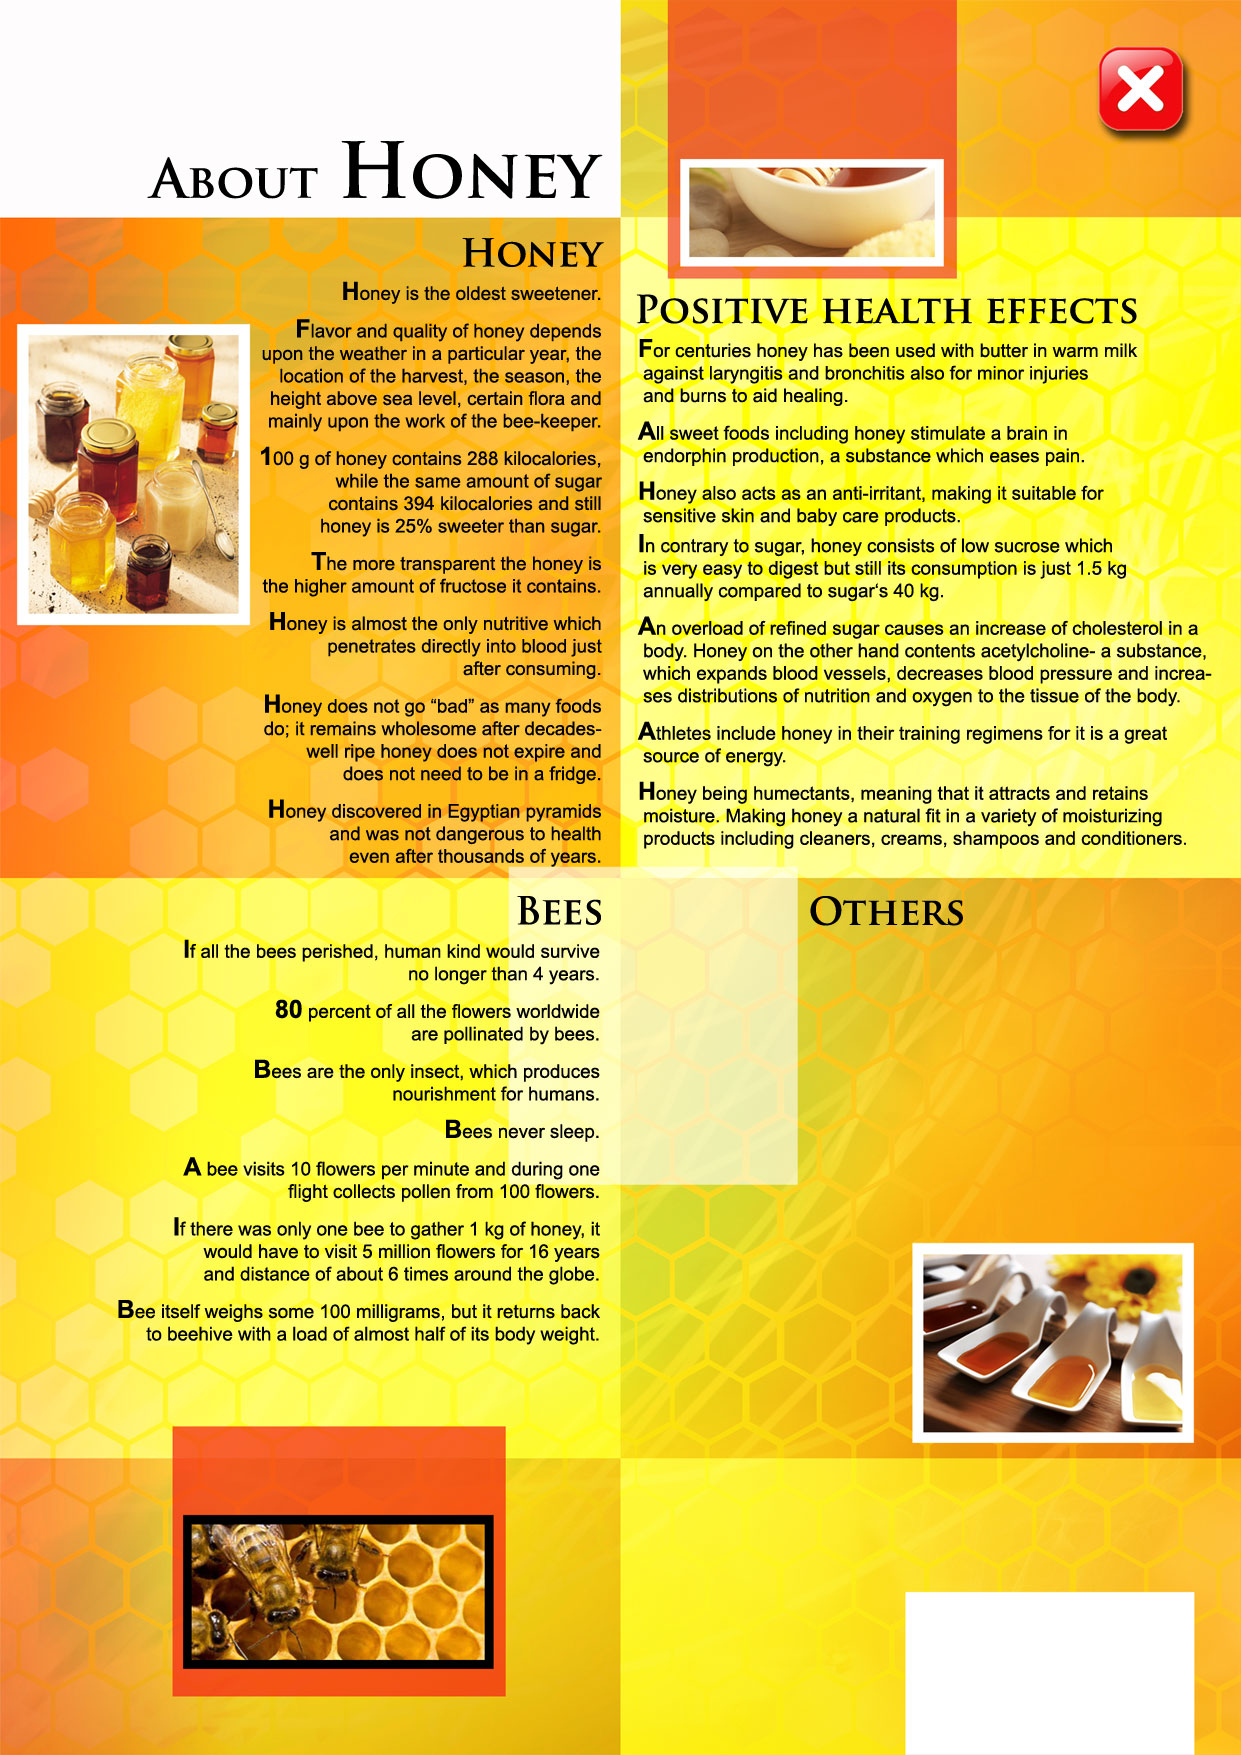 About Honey
Honey
Honey is the oldest sweetener.
Flavor and quality of honey depends
upon the weather in a particular year, the
location of the harvest, the season, the
height above sea level, certain flora and
mainly upon the work of the bee-keeper.
100 g of honey contains 288 kilocalories,
while the same amount of sugar
contains 394 kilocalories and still
honey is 25% sweeter than sugar.
The more transparent the honey is
the higher amount of fructose it contains.
Honey is almost the only nutritive which
penetrates directly into blood just
after consuming.
Honey does not go “bad” as many foods
do; it remains wholesome after decades-
well ripe honey does not expire and
does not need to be in a fridge.
Honey discovered in Egyptian pyramids
and was not dangerous to health
even after thousands of years.
Positive health effects
For centuries honey has been used with butter in warm milk
against laryngitis and bronchitis also for minor injuries
and burns to aid healing.
All sweet foods including honey stimulate a brain in
endorphin production, a substance which eases pain.
Honey also acts as an anti-irritant, making it suitable for
sensitive skin and baby care products.
In contrary to sugar, honey consists of low sucrose which
is very easy to digest but still its consumption is just 1.5 kg
annually compared to sugar‘s 40 kg.
An overload of refined sugar causes an increase of cholesterol in a
body. Honey on the other hand contents acetylcholine- a substance,
which expands blood vessels, decreases blood pressure and increa-
ses distributions of nutrition and oxygen to the tissue of the body.
Athletes include honey in their training regimens for it is a great
source of energy.
Honey being humectants, meaning that it attracts and retains
moisture. Making honey a natural fit in a variety of moisturizing
products including cleaners, creams, shampoos and conditioners.
Bees
If all the bees perished, human kind would survive
no longer than 4 years.
80 percent of all the flowers worldwide
are pollinated by bees.
Bees are the only insect, which produces
nourishment for humans.
Bees never sleep.
A bee visits 10 flowers per minute and during one
flight collects pollen from 100 flowers.
If there was only one bee to gather 1 kg of honey, it
would have to visit 5 million flowers for 16 years
and distance of about 6 times around the globe.
Bee itself weighs some 100 milligrams, but it returns back
to beehive with a load of almost half of its body weight.
Others